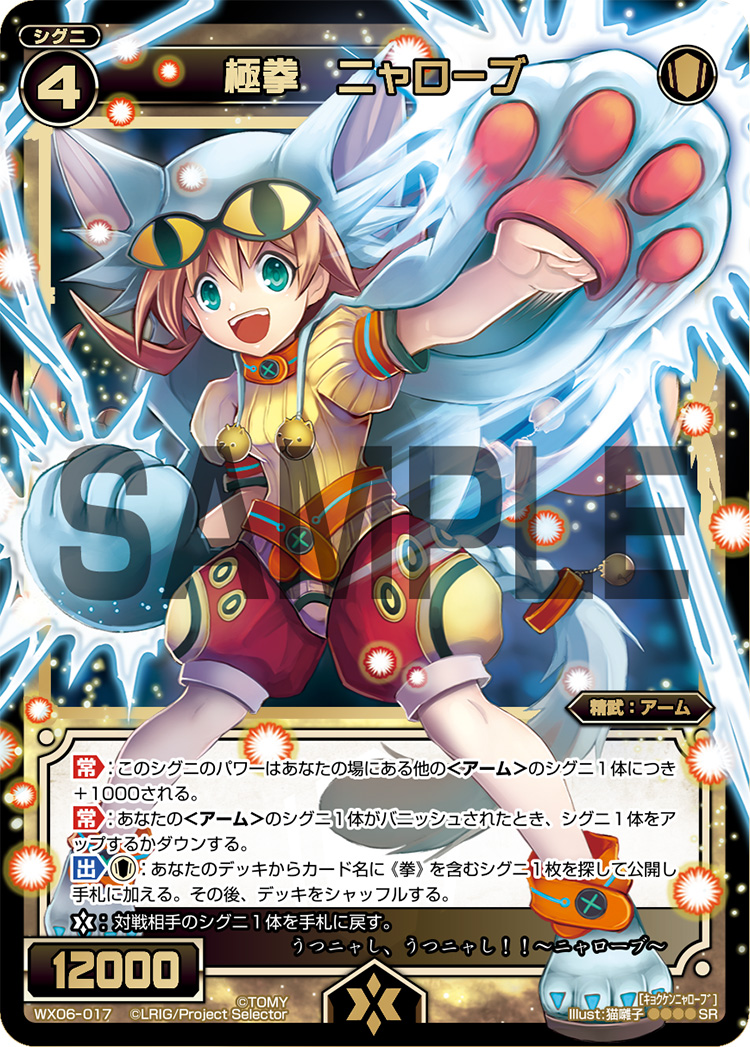 シグニ
4
極拳　ニャローブ
SAMPLE
精武：アーム
常：このシグニのパワーはあなたの場にある他の<アーム>のシグニ１体につき
＋1000される。
常：あなたの<アーム>のシグニ１体がバニッシュされたとき、シグニ１体をア
ップするかダウンする。
出：あなたのデッキからカード名に《拳》を含むシグニ１枚を探して公開し
手札に加える。その後、デッキをシャッフルする。
：対戦相手のシグニ１体を手札に戻す。
うつニャし、うつニャし！！〜ニャローブ〜
12000
©TOMY
[ｷｮｸｹﾝﾆｬﾛｰﾌﾞ]
WX06-017 ©LRIG/Project Selector
Illust:猫囃子 SR